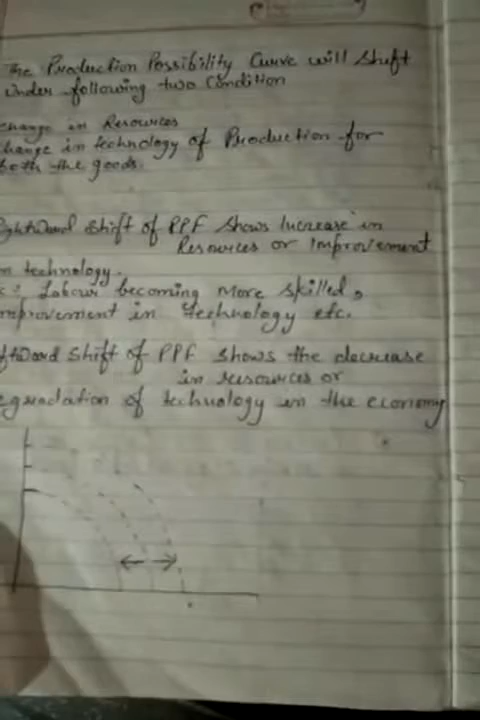 The Production Possibility Curve will shift
under following two Condition
change in Resources
change in technology of Production for
both the goods.
Rightward shift of PPF shows Increase in
Resources or Improvement
in technology.
: Labour becoming More skilled,
improvement in technology etc.
ftward shift of PPF shows the decrease
in resources or
egradation of technology in the economy